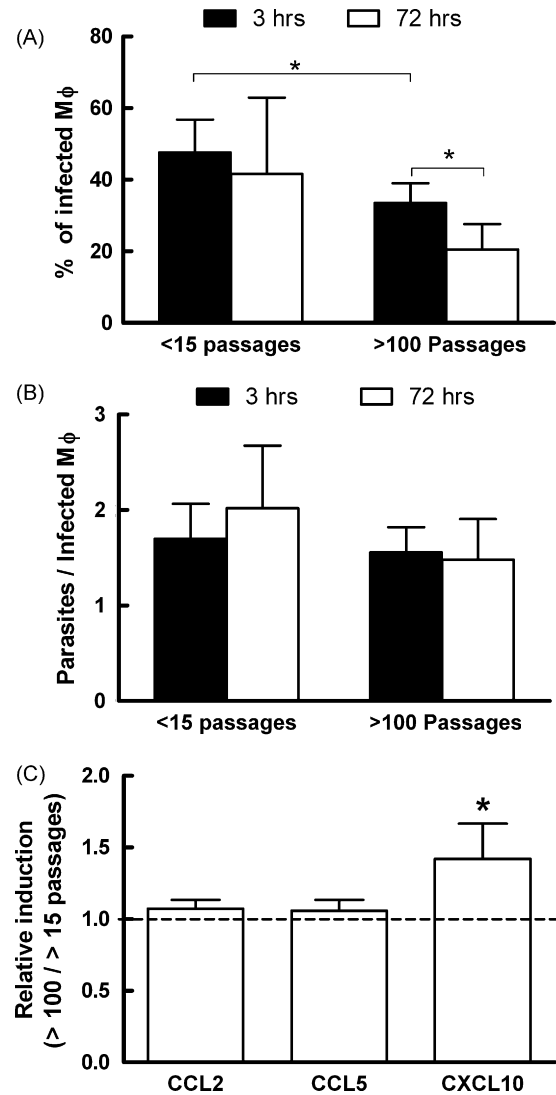 (A)
3 hrs 72 hrs
% of infected Mϕ
80
60
40
20
0
*
*
<15 passages >100 Passages
(B)
3 hrs 72 hrs
Parasites / Infected Mϕ
3
2
1
0
<15 passages >100 Passages
(C)
Relative induction
(> 100 / > 15 passages)
2.0
1.5
1.0
0.5
0.0
*
CCL2 CCL5 CXCL10